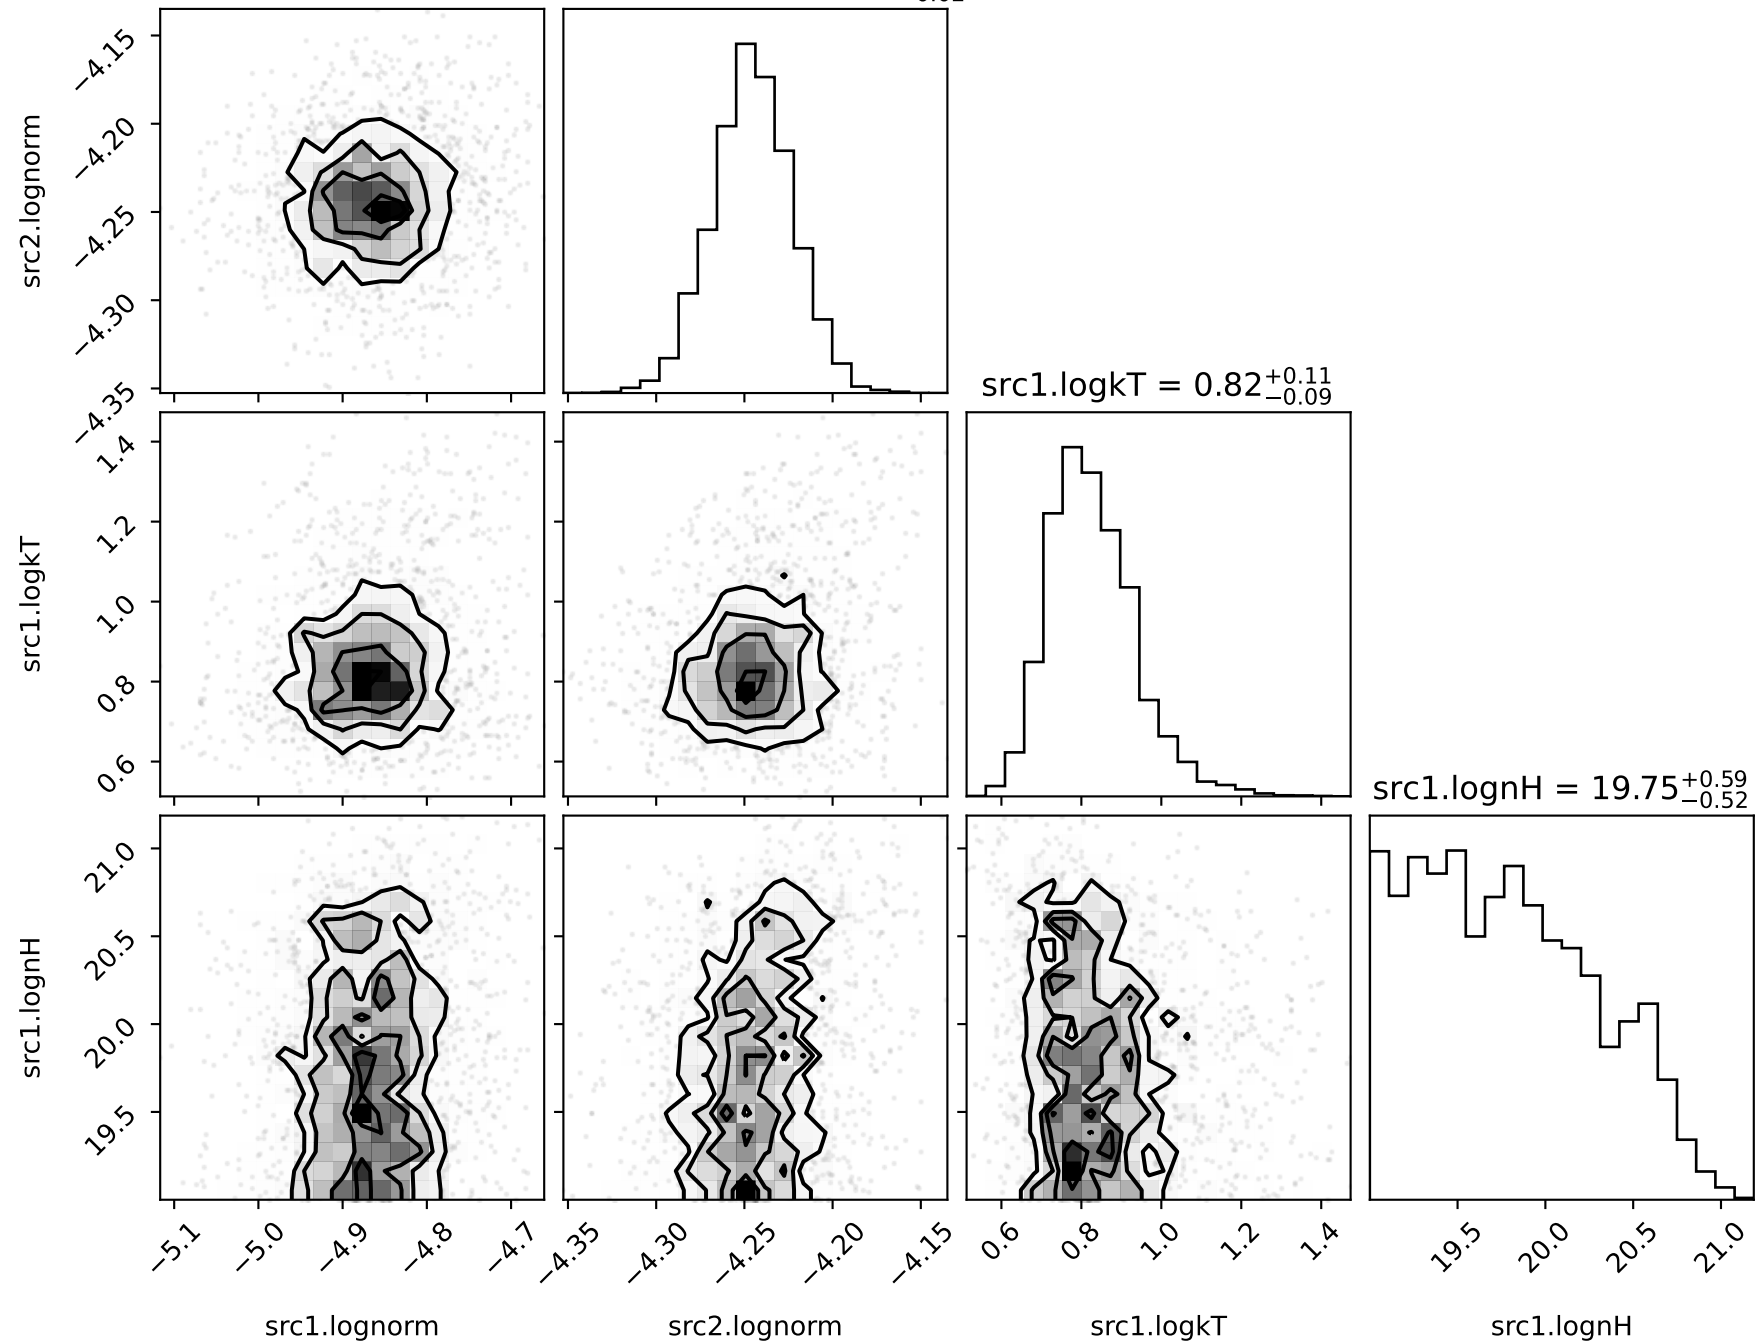 src2.lognorm
−4.15
−4.20
−4.25
−4.30
−4.35
src1.logkT = 0.82 +0.11 −0.09
src1.logkT
1.4
1.2
1.0
0.8
0.6
src1.lognH = 19.75 +0.59 −0.52
src1.lognH
21.0
20.5
20.0
19.5
−5.1 −5.0 −4.9 −4.8 −4.7 −4.35 −4.30 −4.25 −4.20 −4.15 0.6 0.8 1.0 1.2 1.4 19.5 20.0 20.5 21.0
src1.lognorm src2.lognorm src1.logkT src1.lognH